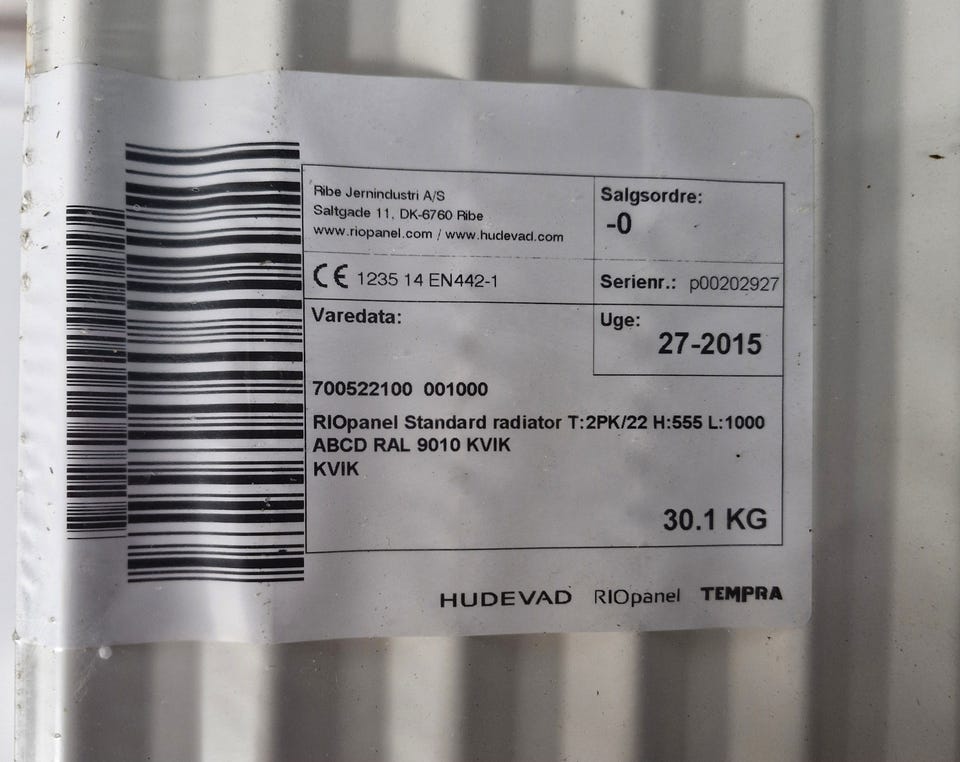 Ribe Jernindustri A/S
Saltgade 11, DK-6760 Ribe
www.riopanel.com / www.hudevad.com
Salgsordre:
-0
CE 1235 14 EN442-1
Serienr.: p00202927
Varedata:
Uge:
27-2015
700522100 001000
RIOpanel Standard radiator T:2PK/22 H:555 L:1000
ABCD RAL 9010 KVIK
KVIK
30.1 KG
HUDEVAD RIOpanel TEMPRA